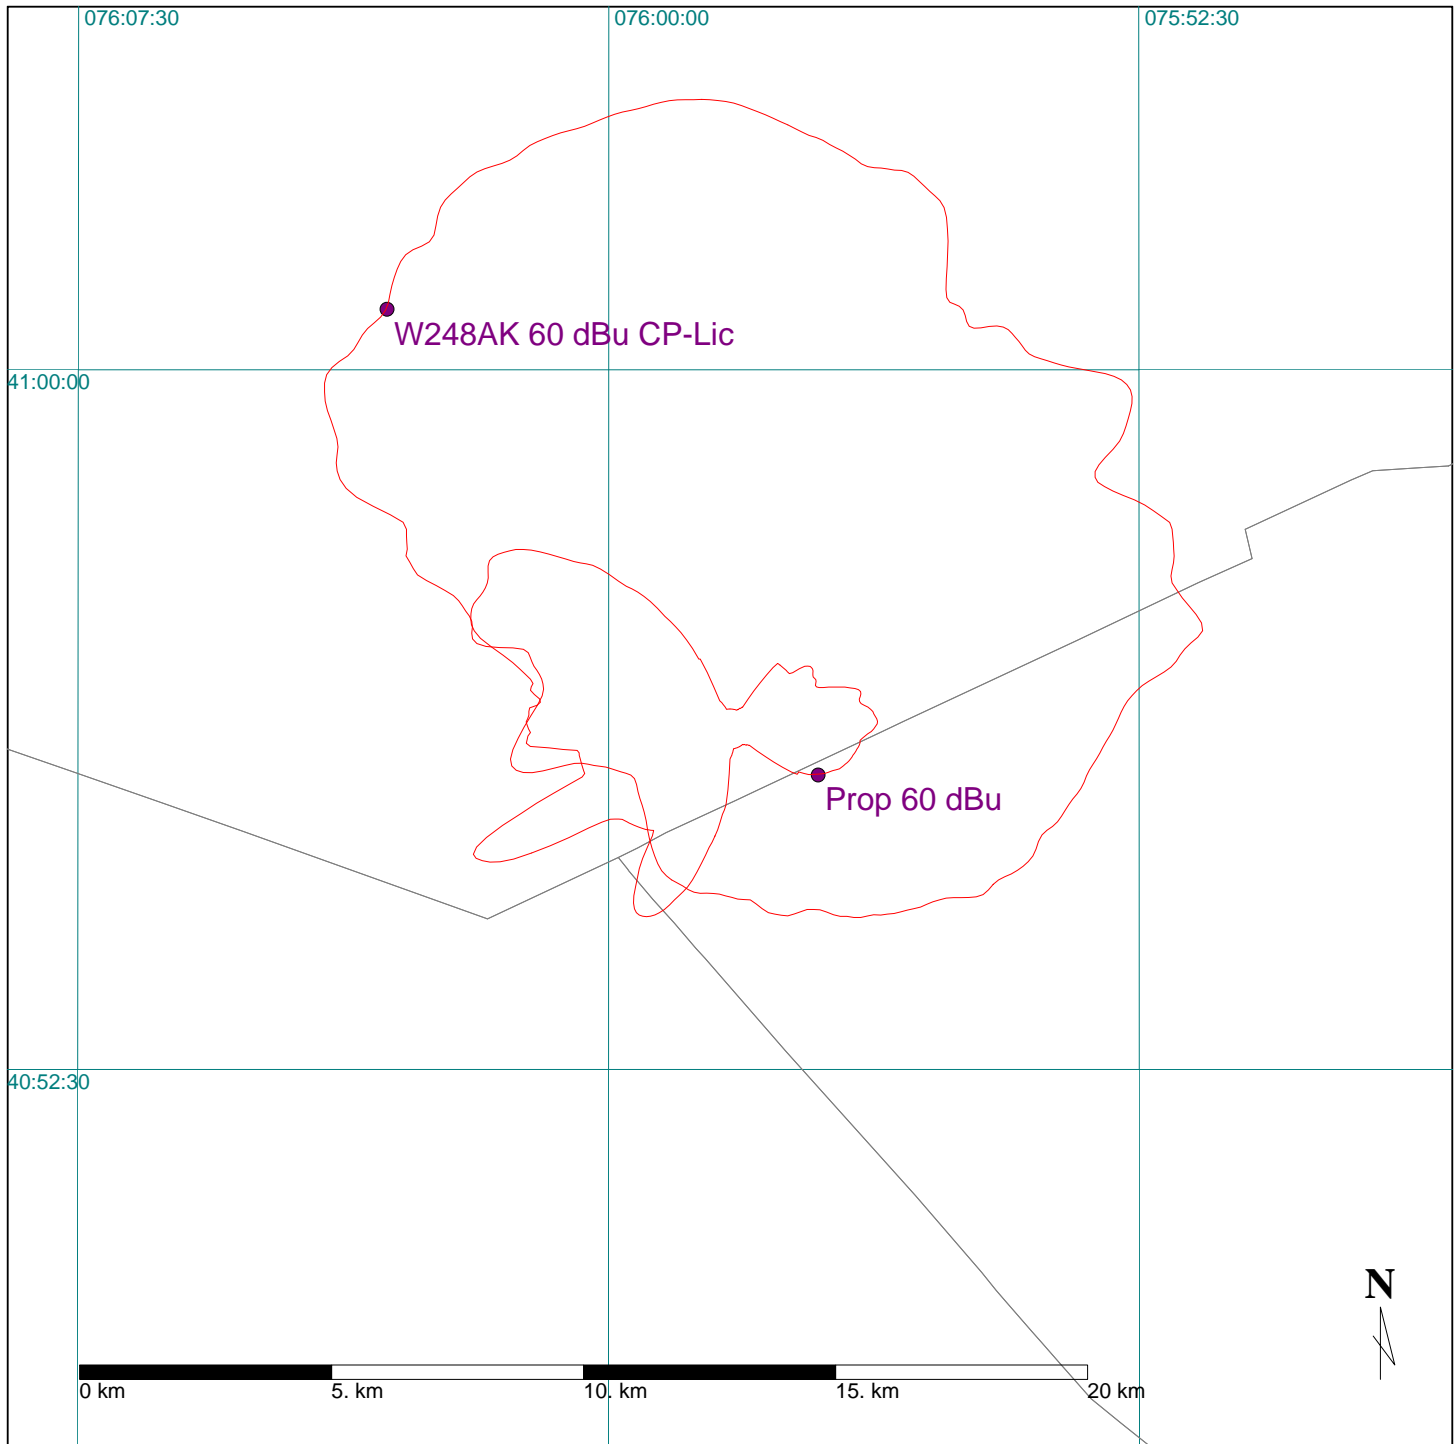 076:07:30
076:00:00
075:52:30
W248AK 60 dBu CP-Lic
41:00:00
Prop 60 dBu
40:52:30
N
0 km
5. km
10. km
15. km
20 km